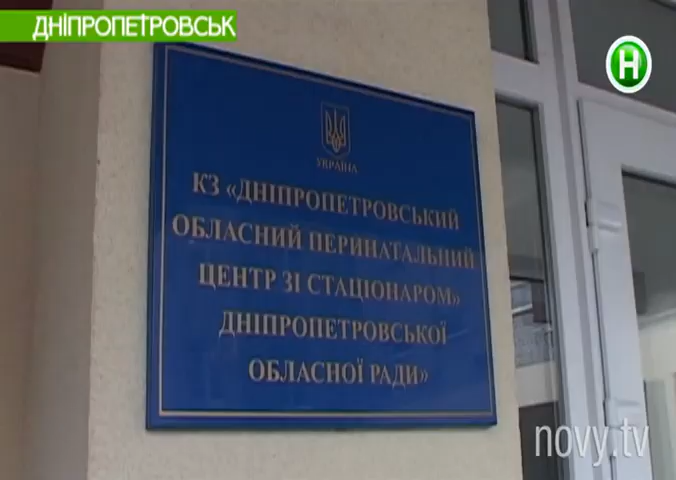 ДНІПРОПЕТРОВСЬК
Н
УКРАЇНА
КЗ «ДНІПРОПЕТРОВСЬКИЙ
ОБЛАСНИЙ ПЕРИНАТАЛЬНИЙ
ЦЕНТР ЗІ СТАЦІОНАРОМ»
ДНІПРОПЕТРОВСЬКОЇ
ОБЛАСНОЇ РАДИ»
novy.tv